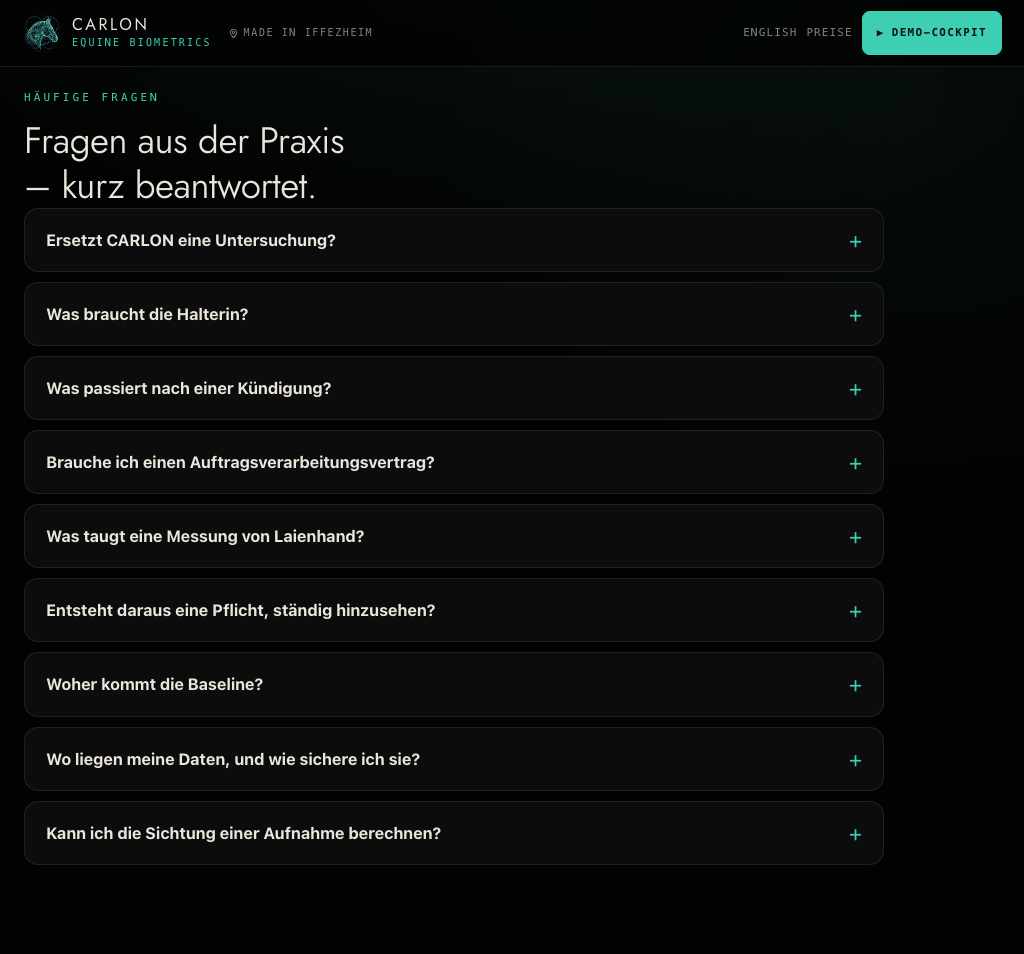 CARLON
EQUINE BIOMETRICS
MADE IN IFFEZHEIM
ENGLISH PREISE
▶ DEMO-COCKPIT
HÄUFIGE FRAGEN
Fragen aus der Praxis
– kurz beantwortet.
Ersetzt CARLON eine Untersuchung? +
Was braucht die Halterin? +
Was passiert nach einer Kündigung? +
Brauche ich einen Auftragsverarbeitungsvertrag? +
Was taugt eine Messung von Laienhand? +
Entsteht daraus eine Pflicht, ständig hinzusehen? +
Woher kommt die Baseline? +
Wo liegen meine Daten, und wie sichere ich sie? +
Kann ich die Sichtung einer Aufnahme berechnen? +